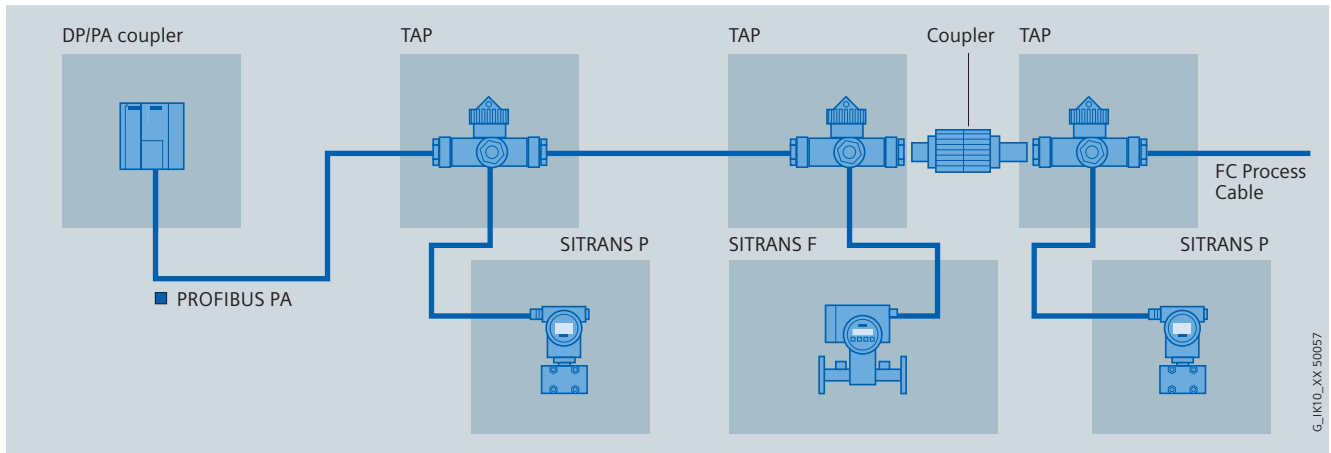 DP/PA coupler
TAP
TAP
Coupler
TAP
FC Process
Cable
SITRANS P
SITRANS F
SITRANS P
PROFIBUS PA
G_IK10_XX 50057